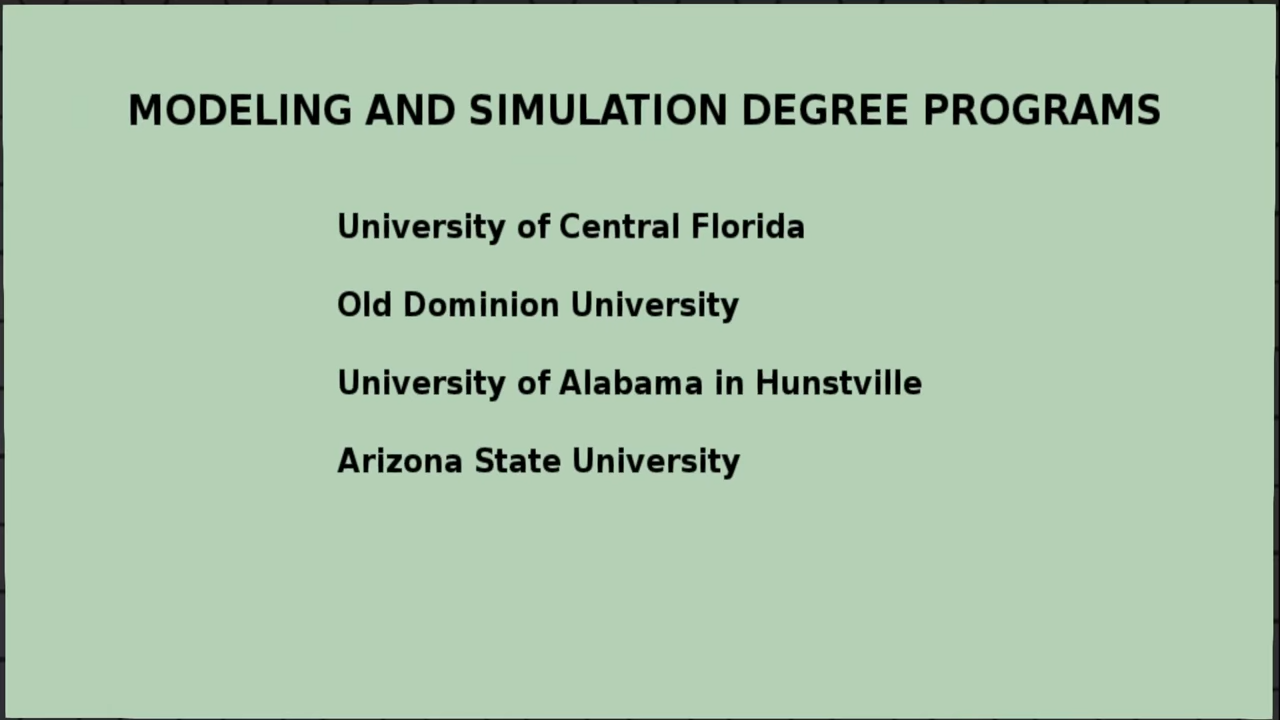 MODELING AND SIMULATION DEGREE PROGRAMS
University of Central Florida
Old Dominion University
University of Alabama in Hunstville
Arizona State University